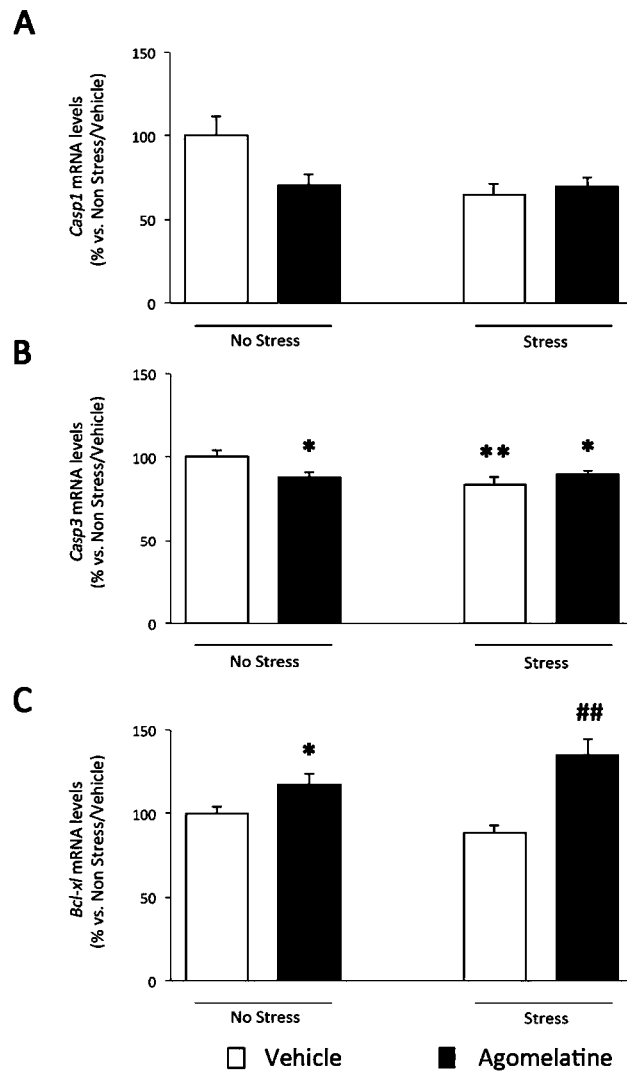 A
Casp1 mRNA levels
(% vs. Non Stress/Vehicle)
150
100
50
0
No Stress
Stress
B
Casp3 mRNA levels
(% vs. Non Stress/Vehicle)
150
100
50
0
*
**
*
No Stress
Stress
C
Bcl-xl mRNA levels
(% vs. Non Stress/Vehicle)
150
100
50
0
*
##
No Stress
Stress
Vehicle
Agomelatine